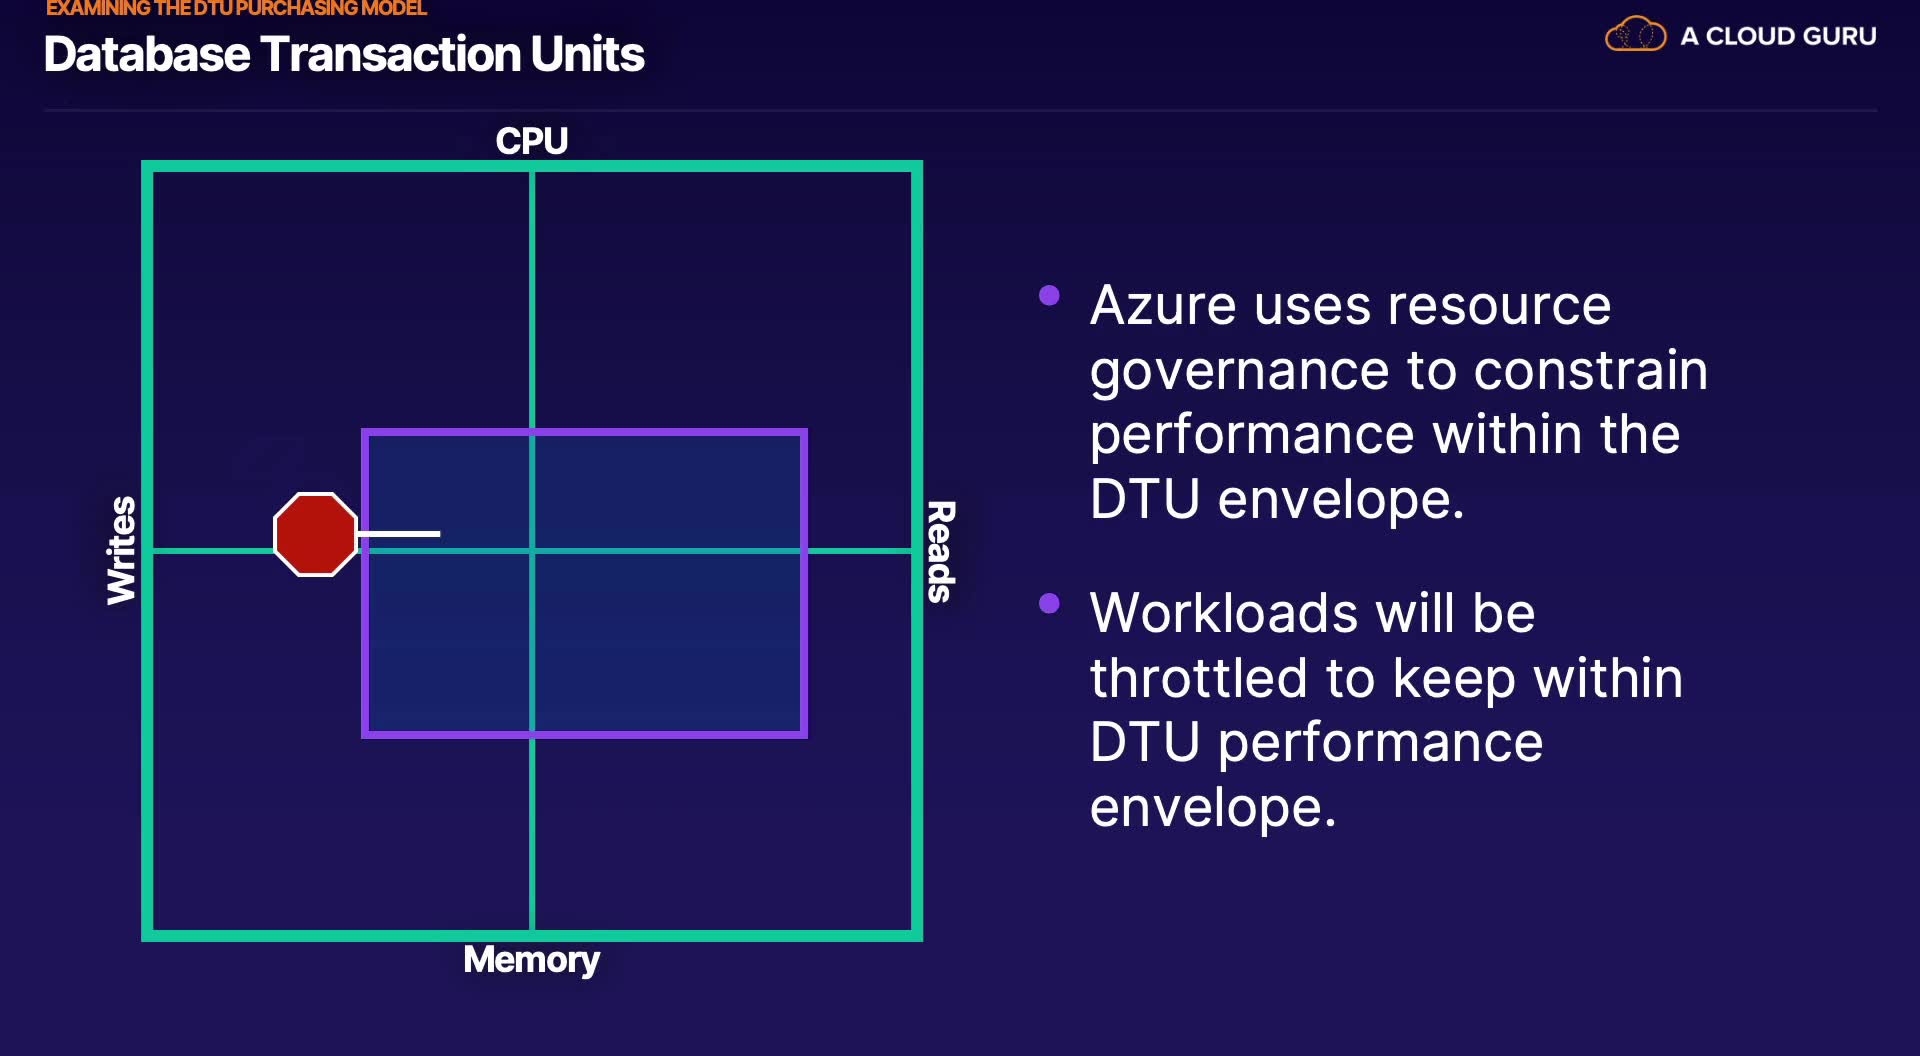 EXAMINING THE DTU PURCHASING MODEL
Database Transaction Units
A CLOUD GURU
CPU
Writes
Reads
Memory
Azure uses resource
governance to constrain
performance within the
DTU envelope.
Workloads will be
throttled to keep within
DTU performance
envelope.